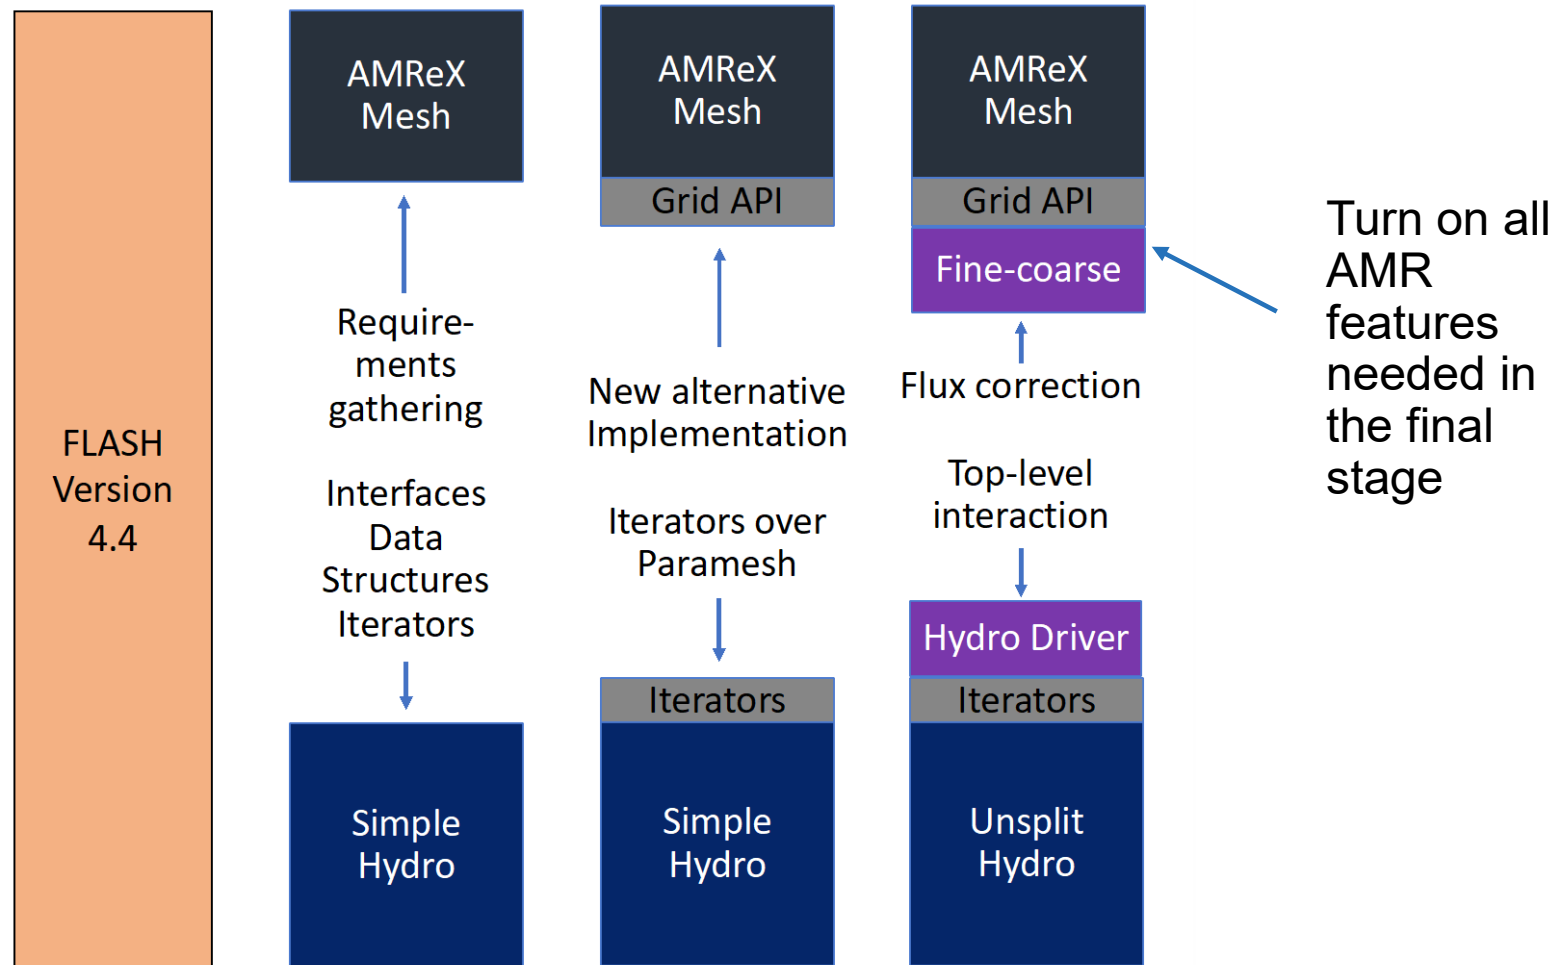 FLASH
Version
4.4
AMReX
Mesh
Require-
ments
gathering
Interfaces
Data
Structures
Iterators
Simple
Hydro
AMReX
Mesh
Grid API
New alternative
Implementation
Iterators over
Paramesh
Iterators
Simple
Hydro
AMReX
Mesh
Grid API
Fine-coarse
Flux correction
Top-level
interaction
Hydro Driver
Iterators
Unsplit
Hydro
Turn on all
AMR
features
needed in
the final
stage